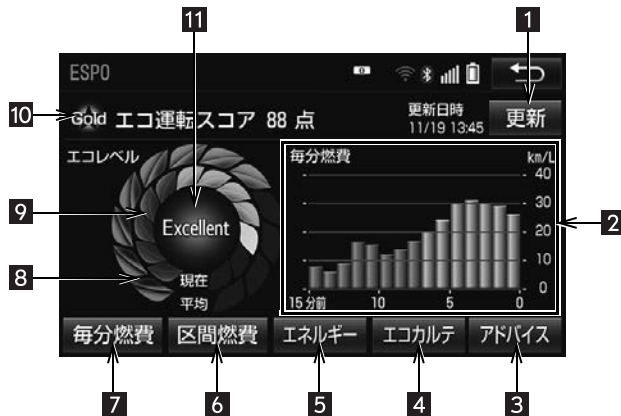 11
1
ESPO
10
Gold エコ運転スコア 88 点
更新日時
11/19 13:45
更新
エコレベル
毎分燃費
km/L
40
30
20
10
0
15分前
10
5
0
9
Excellent
2
8
現在
平均
毎分燃費
区間燃費
エネルギー
エコカルテ
アドバイス
7
6
5
4
3